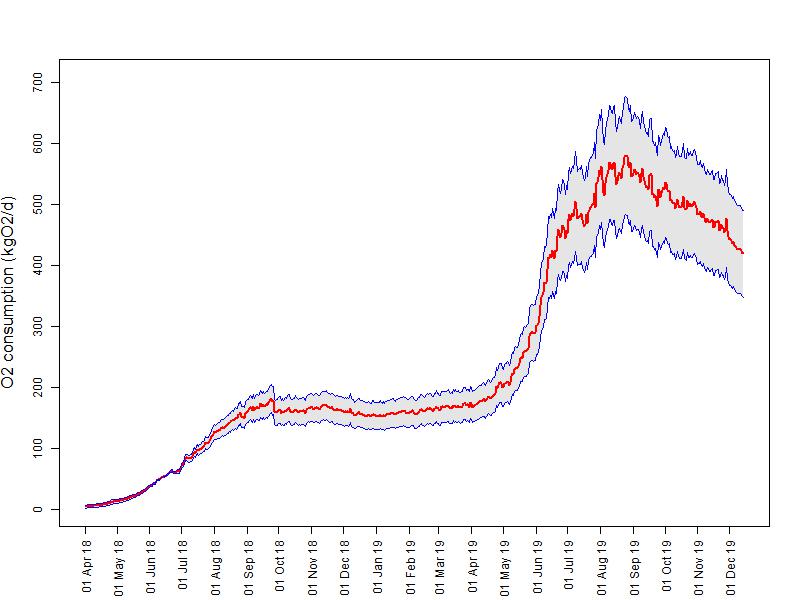 O2 consumption (kgO2/d)
700
600
500
400
300
200
100
0
01 Apr 18
01 May 18
01 Jun 18
01 Jul 18
01 Aug 18
01 Sep 18
01 Oct 18
01 Nov 18
01 Dec 18
01 Jan 19
01 Feb 19
01 Mar 19
01 Apr 19
01 May 19
01 Jun 19
01 Jul 19
01 Aug 19
01 Sep 19
01 Oct 19
01 Nov 19
01 Dec 19